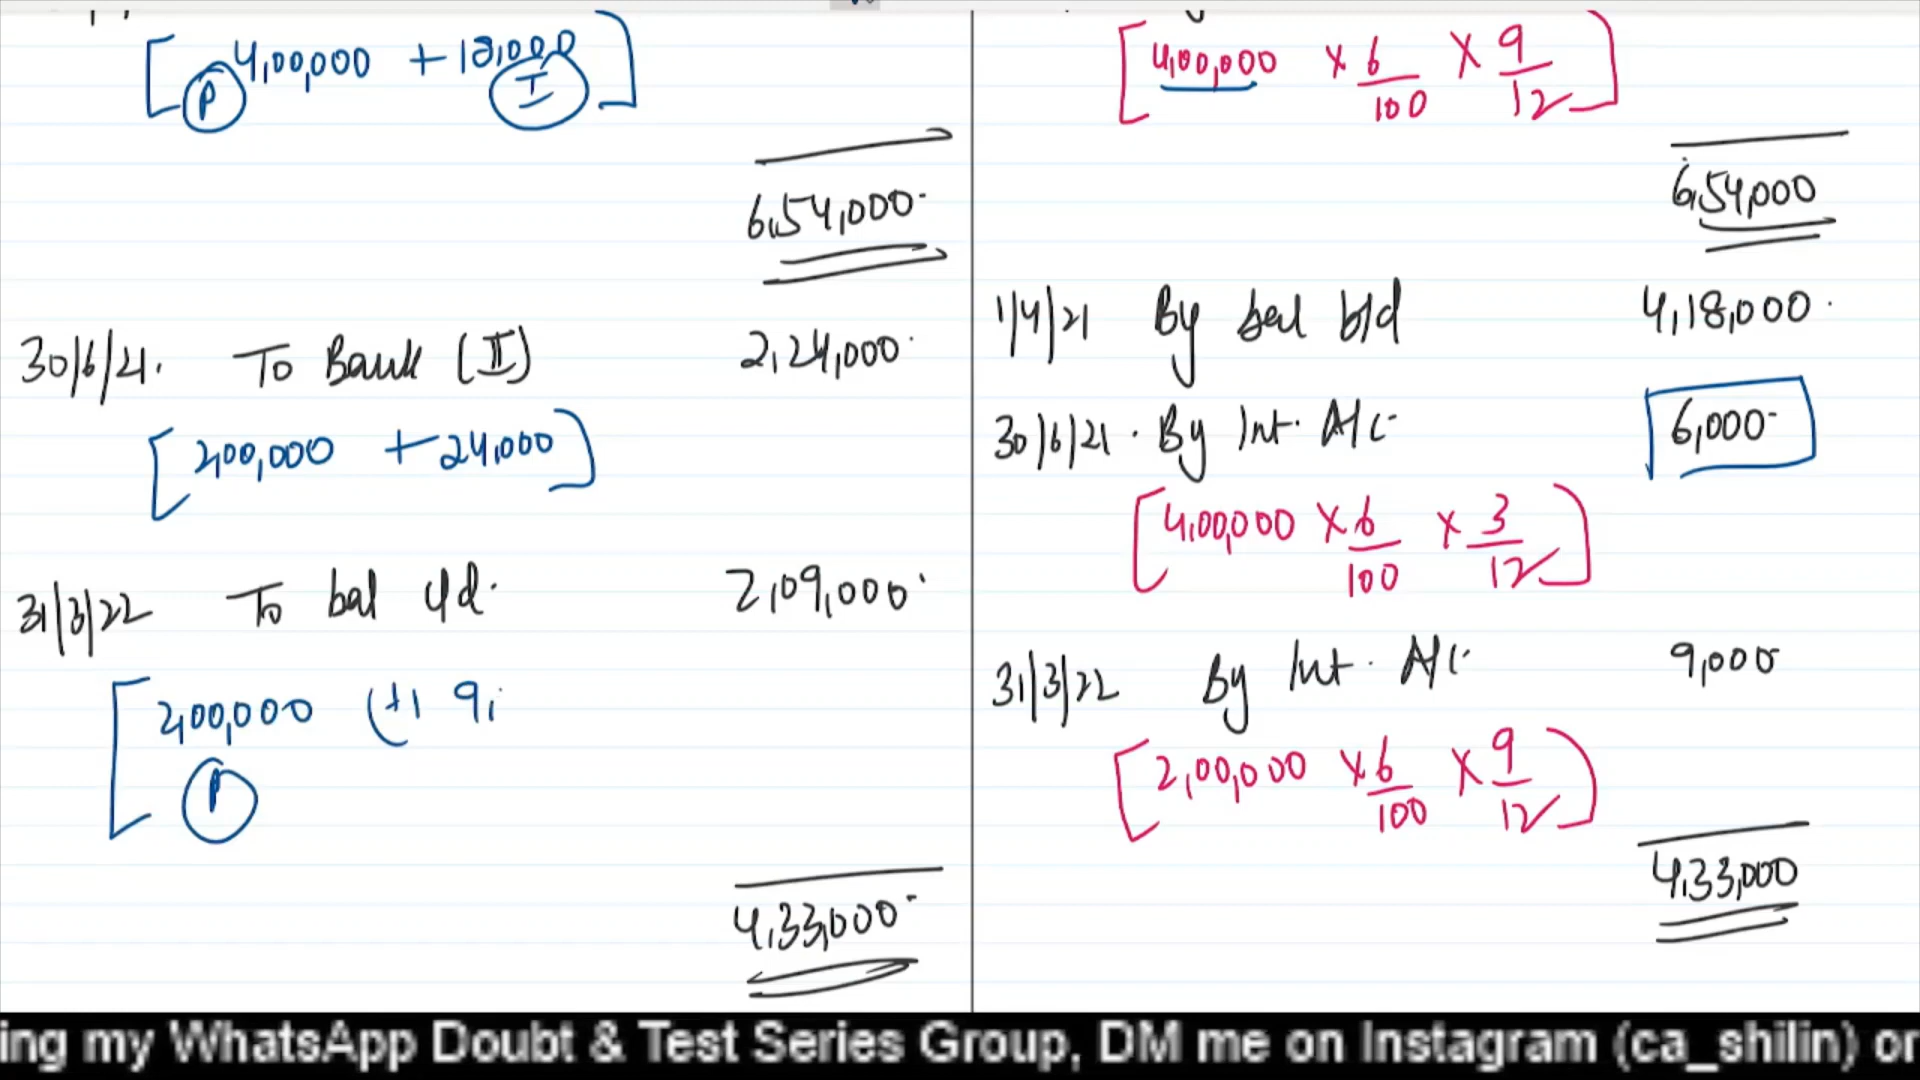 [4,00,000 + 18,000]
P I
6,54,000
30/6/21. To Bank (II) 2,24,000
[2,00,000 + 24,000]
31/3/22 To bal c/d. 2,09,000
[2,00,000 (+) 9,
P
4,33,000
[4,00,000 x 6/100 x 9/12]
6,54,000
1/4/21 By bal b/d 4,18,000
30/6/21. By Int. A/c 6,000
[4,00,000 x 6/100 x 3/12]
31/3/22 By Int. A/c 9,000
[2,00,000 x 6/100 x 9/12]
4,33,000
ing my WhatsApp Doubt & Test Series Group, DM me on Instagram (ca_shilin) or